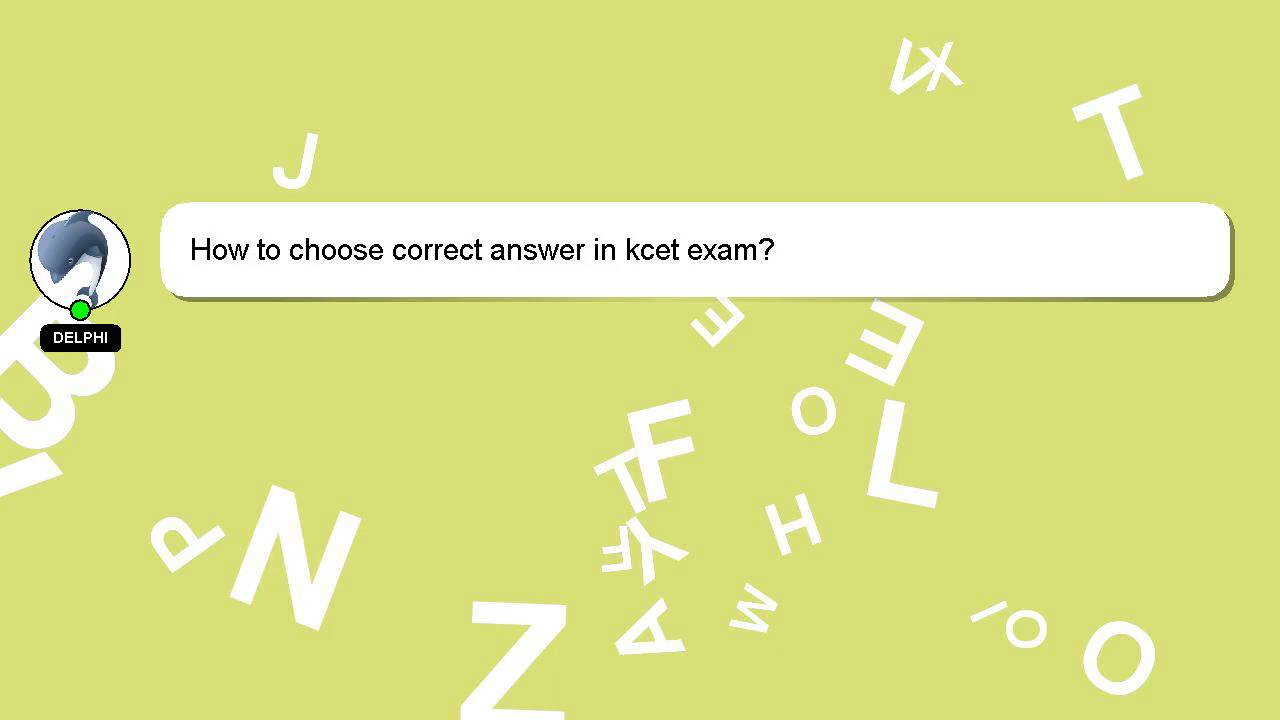 V X
T
J
How to choose correct answer in kcet exam?
DELPHI
E
E
B
O
F
L
T
I
P
N
H
Y
F
Z
A
W
I
O
O